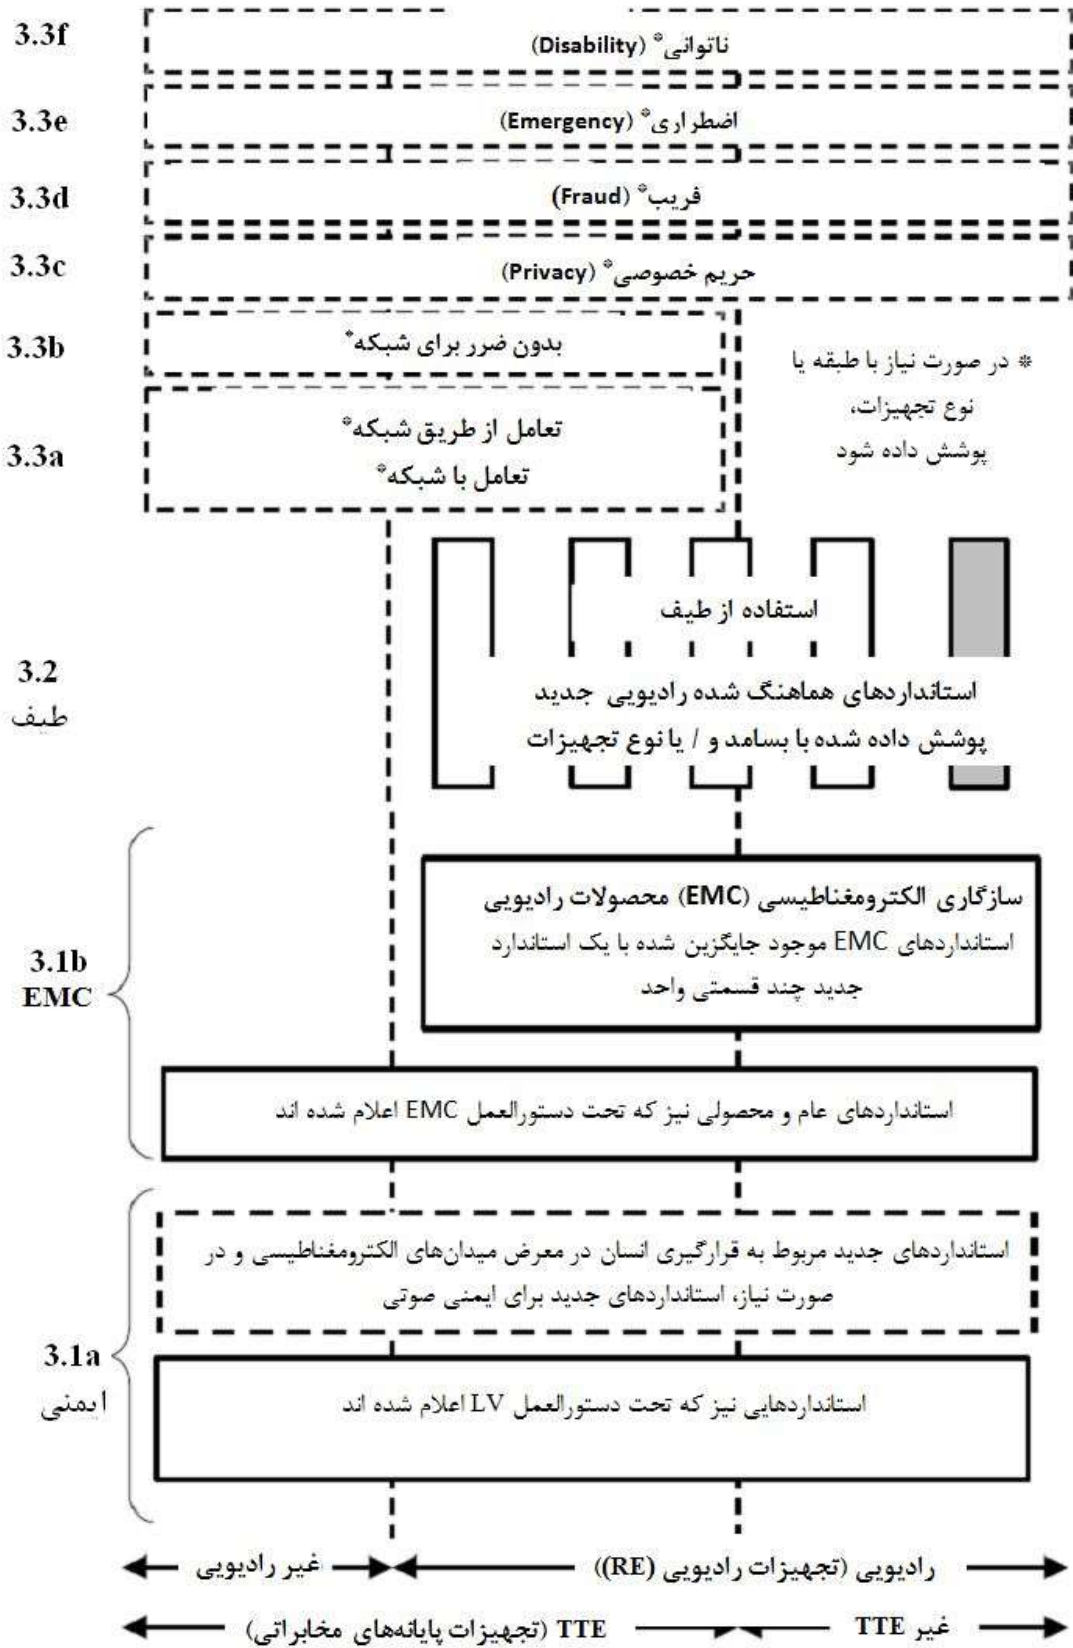 3.3f
ناتوانی* (Disability)
3.3e
اضطراری* (Emergency)
3.3d
فریب* (Fraud)
3.3c
حریم خصوصی* (Privacy)
3.3b
بدون ضرر برای شبکه*
* در صورت نیاز با طبقه یا
نوع تجهیزات،
پوشش داده شود
3.3a
تعامل از طریق شبکه*
تعامل با شبکه*
3.2
طیف
استفاده از طیف
استانداردهای هماهنگ شده رادیویی جدید
پوشش داده شده با بسامد و / یا نوع تجهیزات
3.1b
EMC
سازگاری الکترومغناطیسی (EMC) محصولات رادیویی
استانداردهای EMC موجود جایگزین شده با یک استاندارد
جدید چند قسمتی واحد
استانداردهای عام و محصولی نیز که تحت دستورالعمل EMC اعلام شده اند
3.1a
ایمنی
استانداردهای جدید مربوط به قرارگیری انسان در معرض میدان‌های الکترومغناطیسی و در
صورت نیاز، استانداردهای جدید برای ایمنی صوتی
استانداردهایی نیز که تحت دستورالعمل LV اعلام شده اند
رادیویی (تجهیزات رادیویی (RE))
غیر رادیویی
غیر TTE
TTE (تجهیزات پایانه‌های مخابراتی)